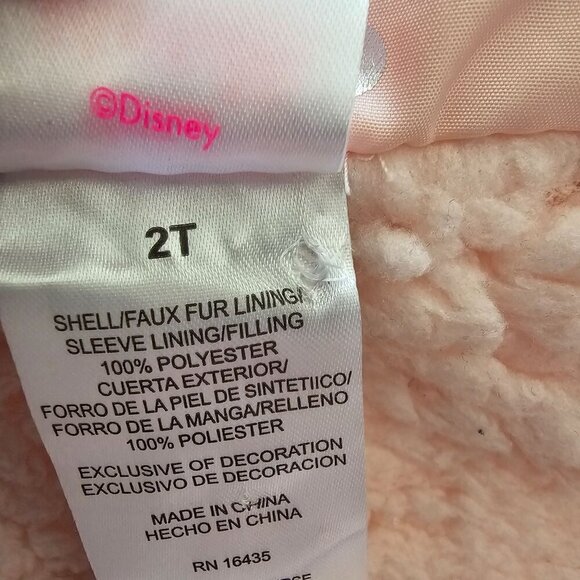 ©Disney
2T
SHELL/FAUX FUR LINING/
SLEEVE LINING/FILLING
100% POLYESTER
CUERTA EXTERIOR/
FORRO DE LA PIEL DE SINTETIICO/
FORRO DE LA MANGA/RELLENO
100% POLIESTER
EXCLUSIVE OF DECORATION
EXCLUSIVO DE DECORACION
MADE IN CHINA
HECHO EN CHINA
RN 16435